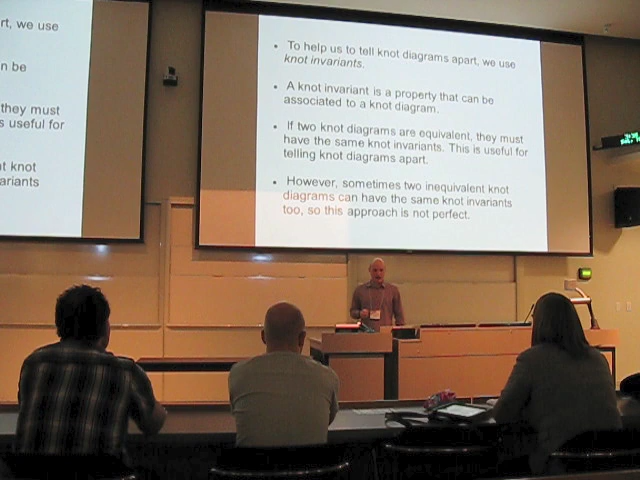 rt, we use
n be
they must
s useful for
t knot
ariants
• To help us to tell knot diagrams apart, we use
knot invariants.
• A knot invariant is a property that can be
associated to a knot diagram.
• If two knot diagrams are equivalent, they must
have the same knot invariants. This is useful for
telling knot diagrams apart.
• However, sometimes two inequivalent knot
diagrams can have the same knot invariants
too, so this approach is not perfect.